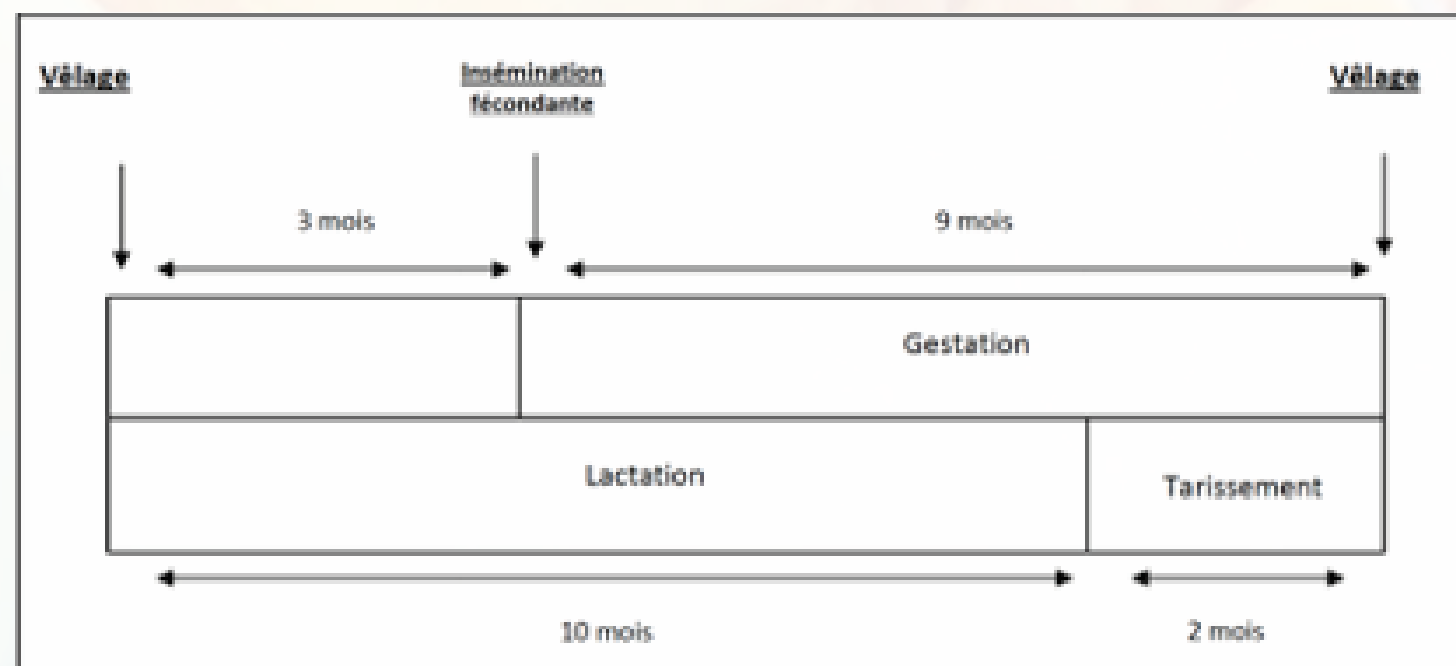 Vêlage
Insémination
fécondante
Vêlage
3 mois
9 mois
Gestation
Lactation
Tarissement
10 mois
2 mois